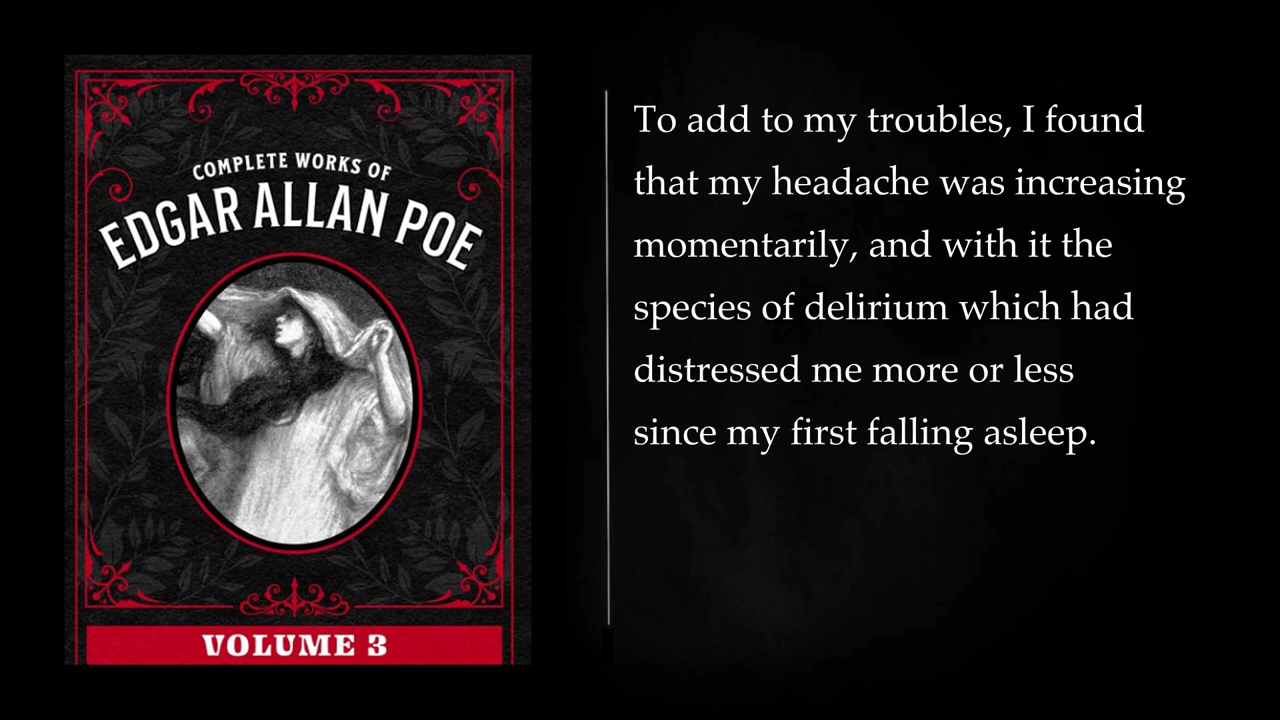 COMPLETE WORKS OF
EDGAR ALLAN POE
VOLUME 3
To add to my troubles, I found
that my headache was increasing
momentarily, and with it the
species of delirium which had
distressed me more or less
since my first falling asleep.